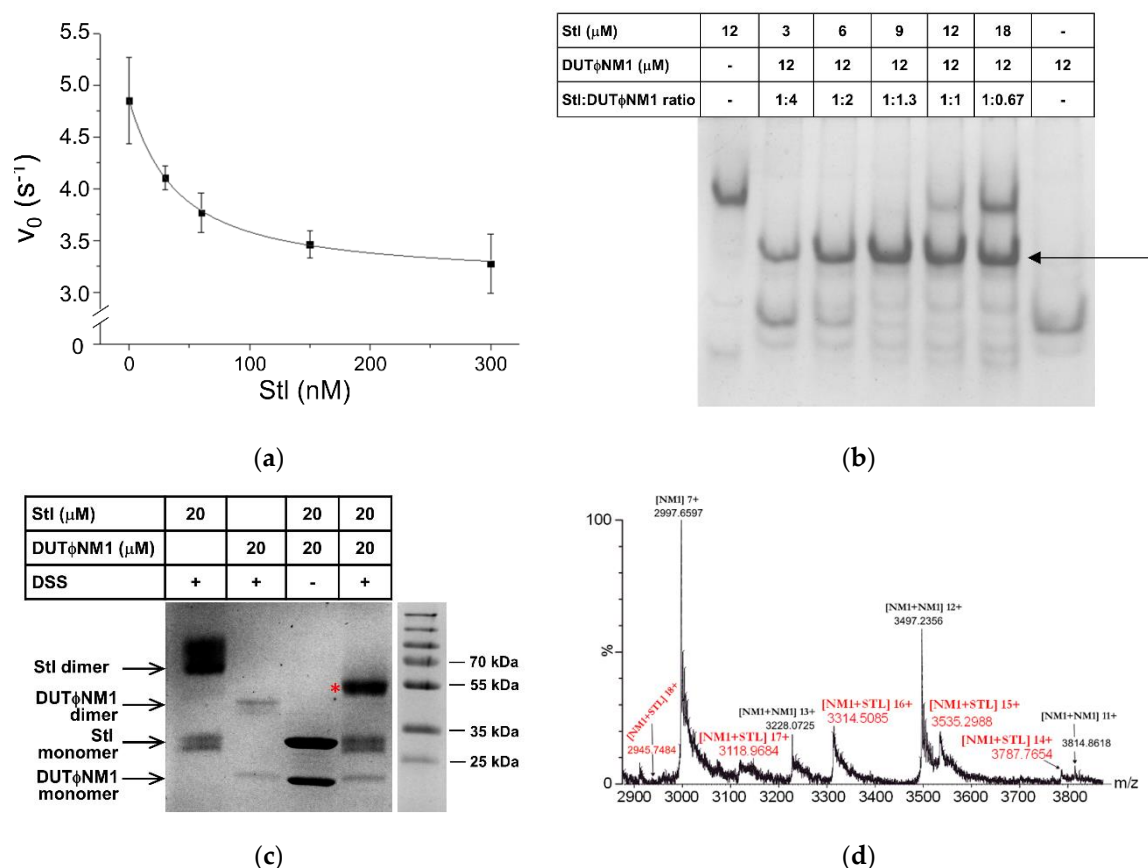 5.5
5.0
4.5
4.0
3.5
3.0
0
V₀ (s⁻¹)
0 100 200 300
Stl (nM)
(a)
Stl (μM) 12 3 6 9 12 18 -
DUTϕNM1 (μM) - 12 12 12 12 12 12
Stl:DUTϕNM1 ratio - 1:4 1:2 1:1.3 1:1 1:0.67 -
(b)
Stl (μM) 20 20 20
DUTϕNM1 (μM) 20 20 20
DSS + + - +
Stl dimer
DUTϕNM1
dimer
Stl
monomer
DUTϕNM1
monomer
*
70 kDa
55 kDa
35 kDa
25 kDa
(c)
100
%
0
[NM1+STL] 18+
2945.7484
[NM1] 7+
2997.6597
[NM1+STL] 17+
3118.9684
[NM1+NM1] 13+
3228.0725
[NM1+STL] 16+
3314.5085
[NM1+NM1] 12+
3497.2356
[NM1+STL] 15+
3535.2988
[NM1+STL] 14+
3787.7654
[NM1+NM1] 11+
3814.8618
2900 3000 3100 3200 3300 3400 3500 3600 3700 3800 m/z
(d)